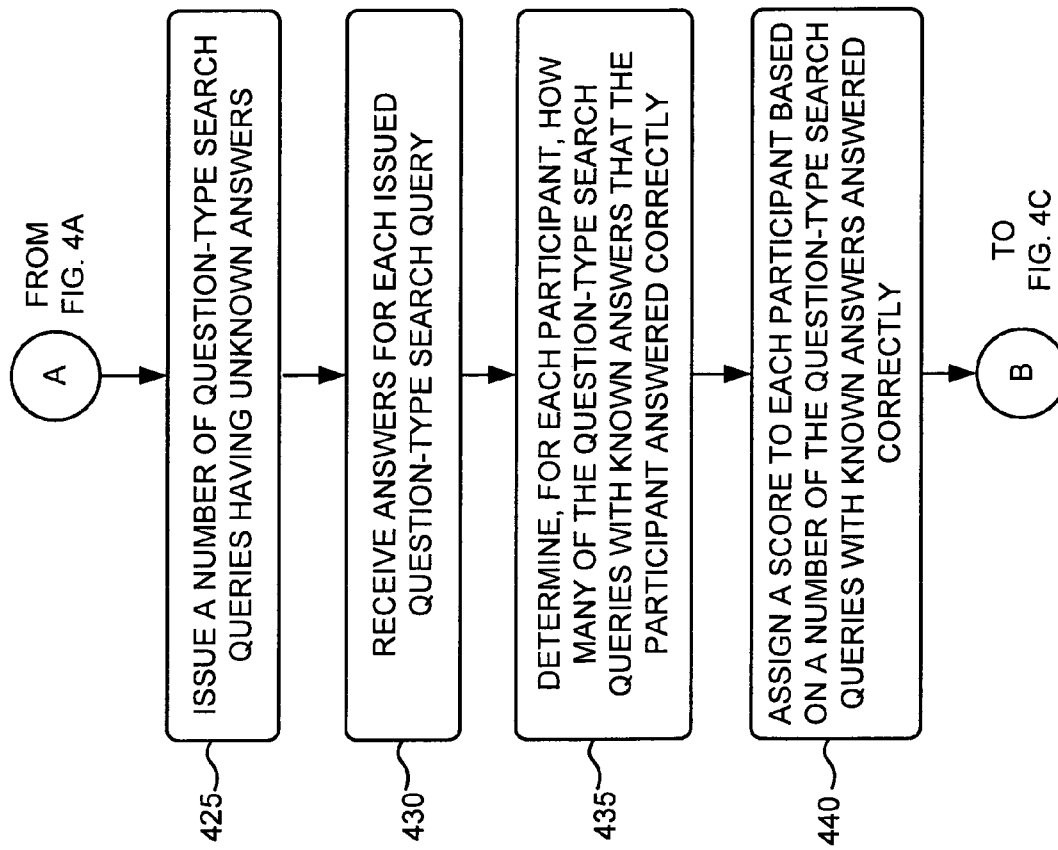 FROM
FIG. 4A
A
425
ISSUE A NUMBER OF QUESTION-TYPE SEARCH
QUERIES HAVING UNKNOWN ANSWERS
430
RECEIVE ANSWERS FOR EACH ISSUED
QUESTION-TYPE SEARCH QUERY
435
DETERMINE, FOR EACH PARTICIPANT, HOW
MANY OF THE QUESTION-TYPE SEARCH
QUERIES WITH KNOWN ANSWERS THAT THE
PARTICIPANT ANSWERED CORRECTLY
440
ASSIGN A SCORE TO EACH PARTICIPANT BASED
ON A NUMBER OF THE QUESTION-TYPE SEARCH
QUERIES WITH KNOWN ANSWERS ANSWERED
CORRECTLY
B
TO
FIG. 4C